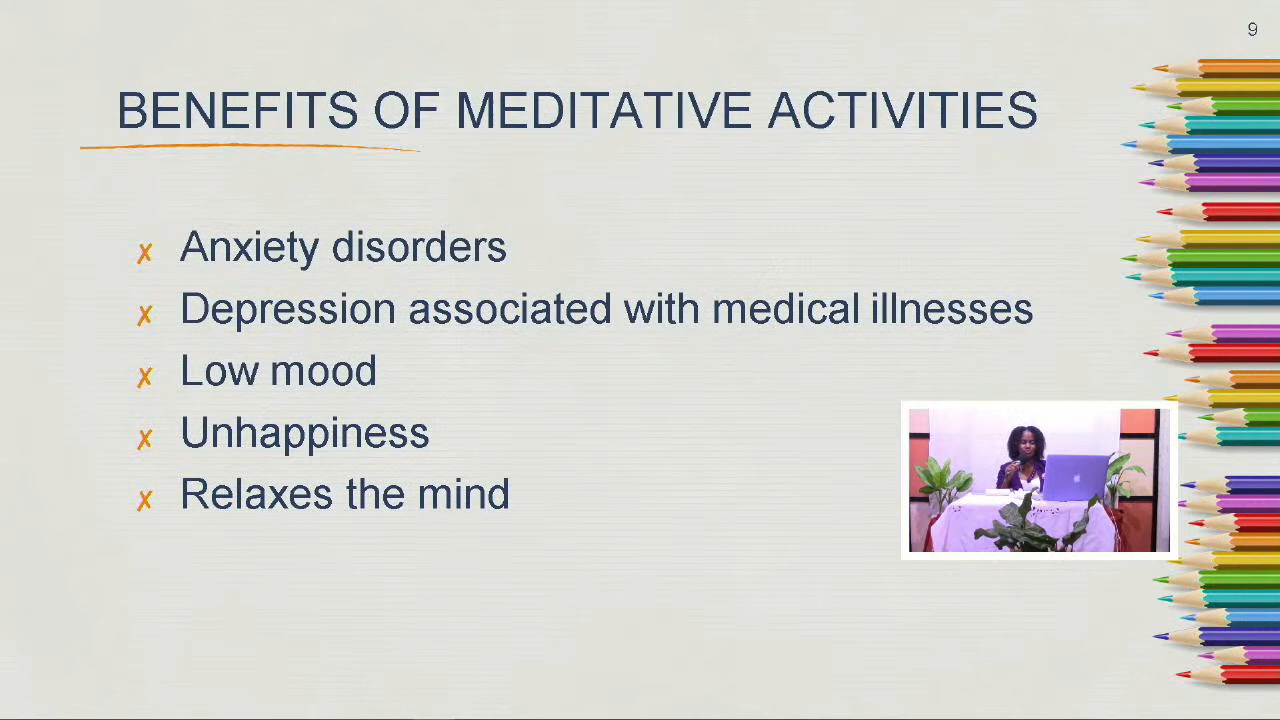 9
BENEFITS OF MEDITATIVE ACTIVITIES
Anxiety disorders
Depression associated with medical illnesses
Low mood
Unhappiness
Relaxes the mind